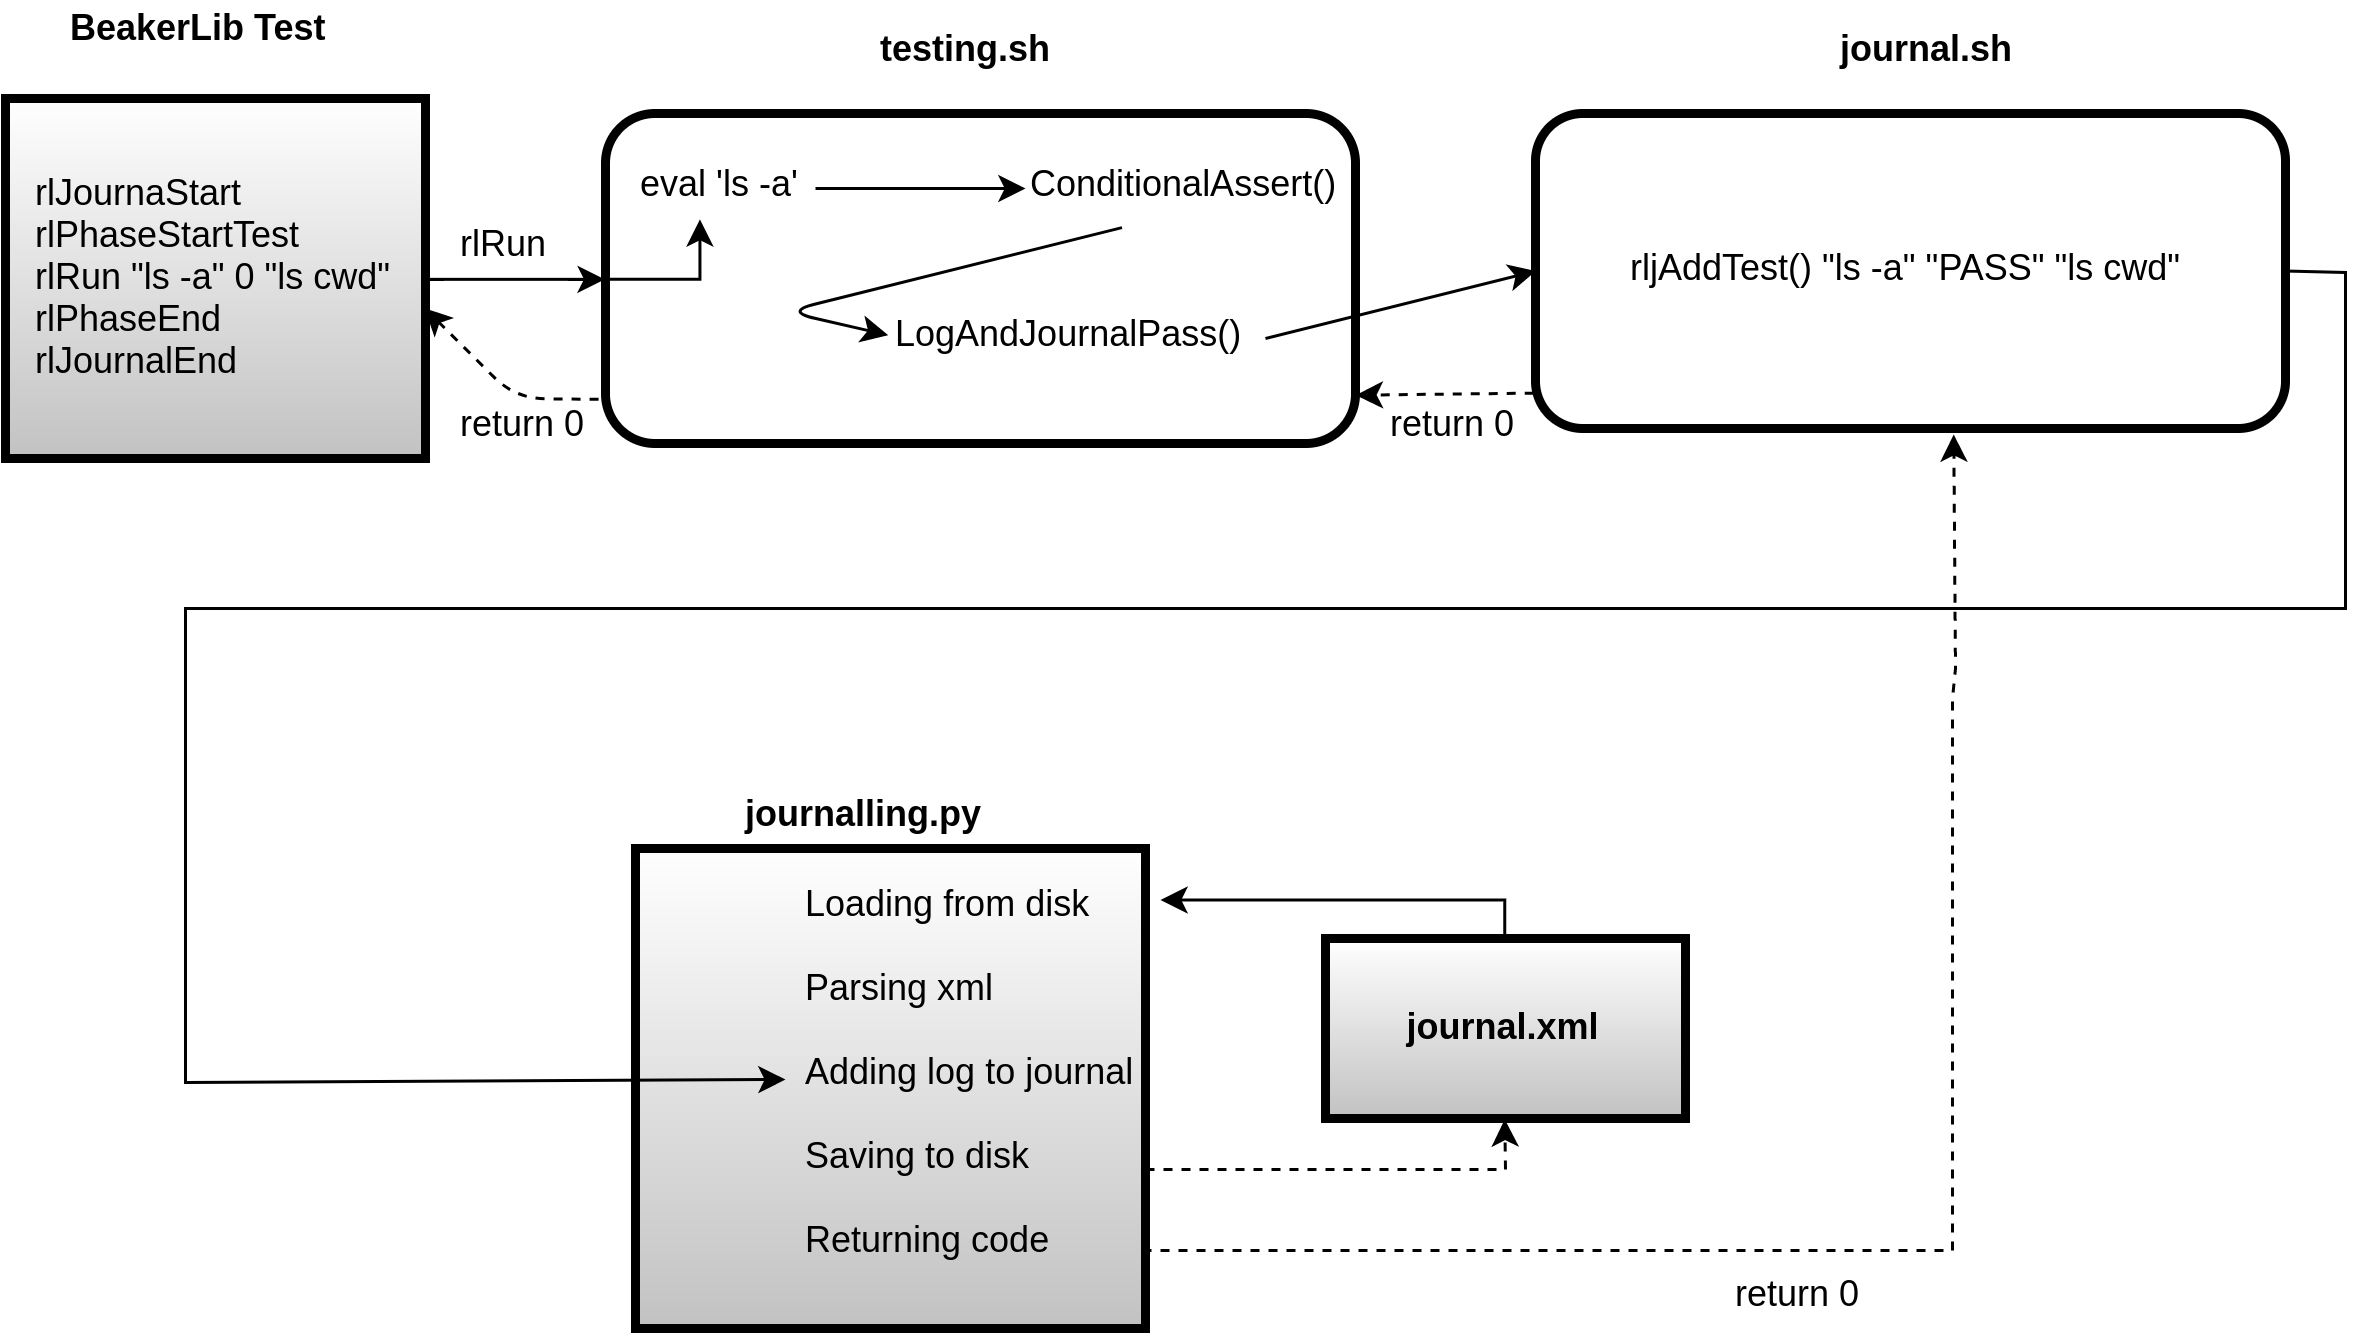 BeakerLib Test
rlJournaStart
rlPhaseStartTest
rlRun "ls -a" 0 "ls cwd"
rlPhaseEnd
rlJournalEnd
rlRun
return 0
testing.sh
eval 'ls -a'
ConditionalAssert()
LogAndJournalPass()
return 0
journal.sh
rljAddTest() "ls -a" "PASS" "ls cwd"
journalling.py
Loading from disk
Parsing xml
Adding log to journal
Saving to disk
Returning code
journal.xml
return 0